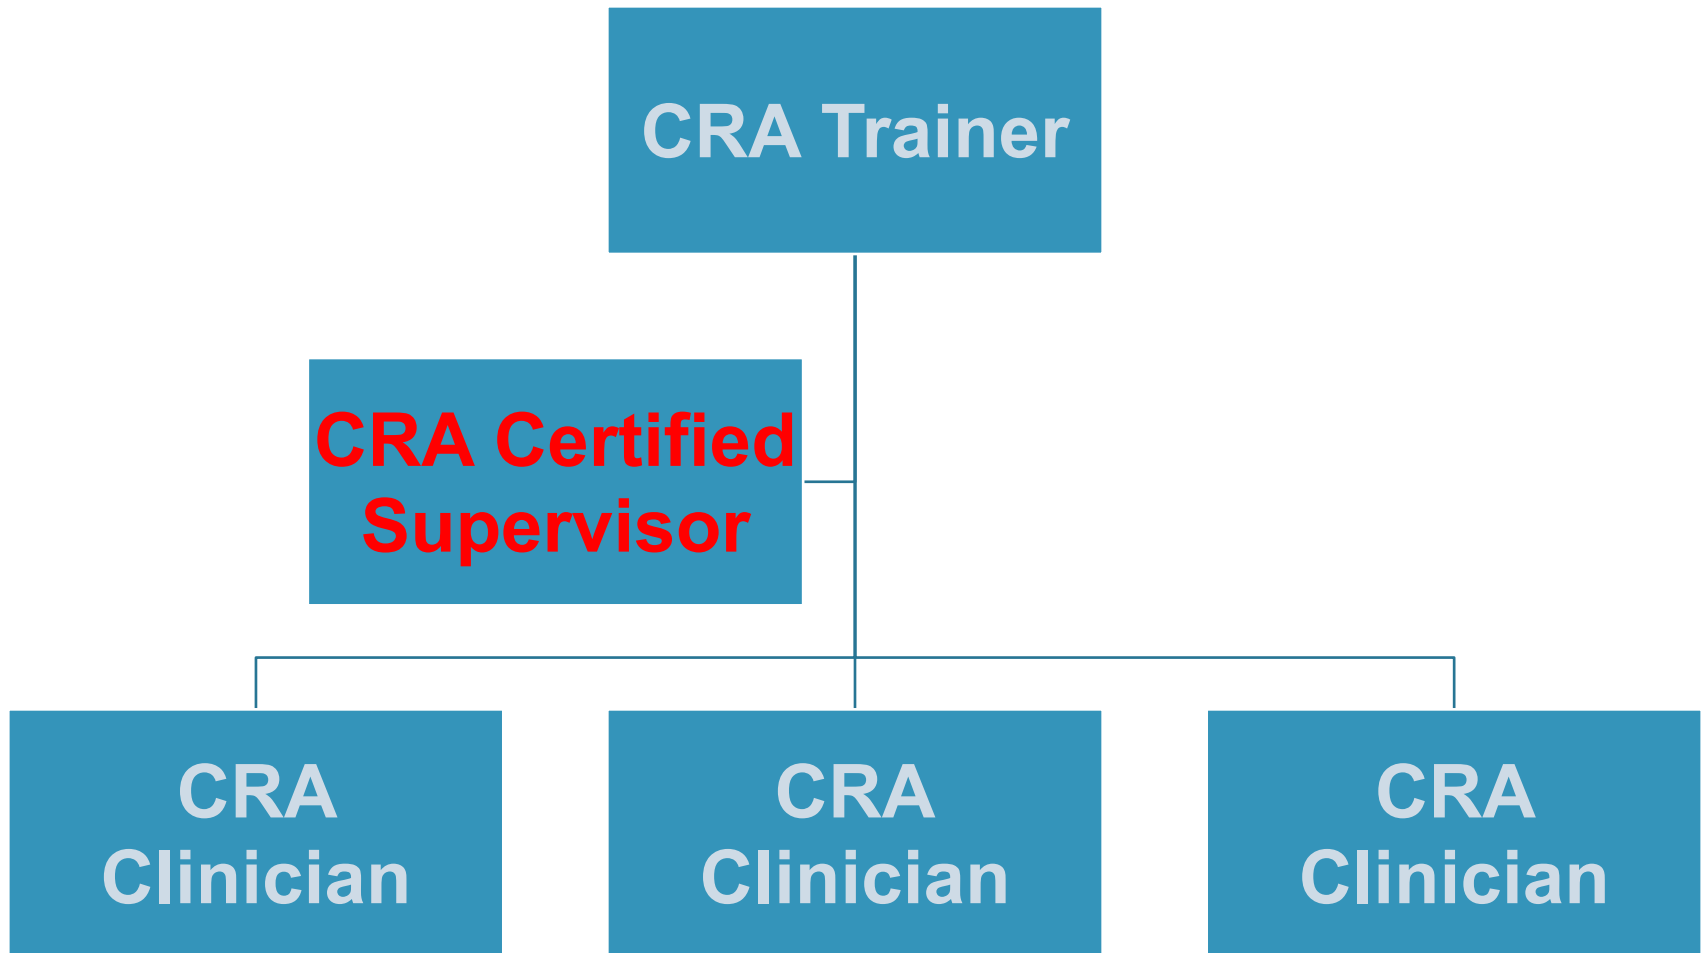 CRA Trainer
CRA Certified
Supervisor
CRA
Clinician
CRA
Clinician
CRA
Clinician